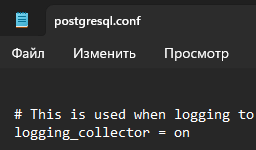 postgresql.conf
Файл Изменить Просмотр
# This is used when logging to
logging_collector = on